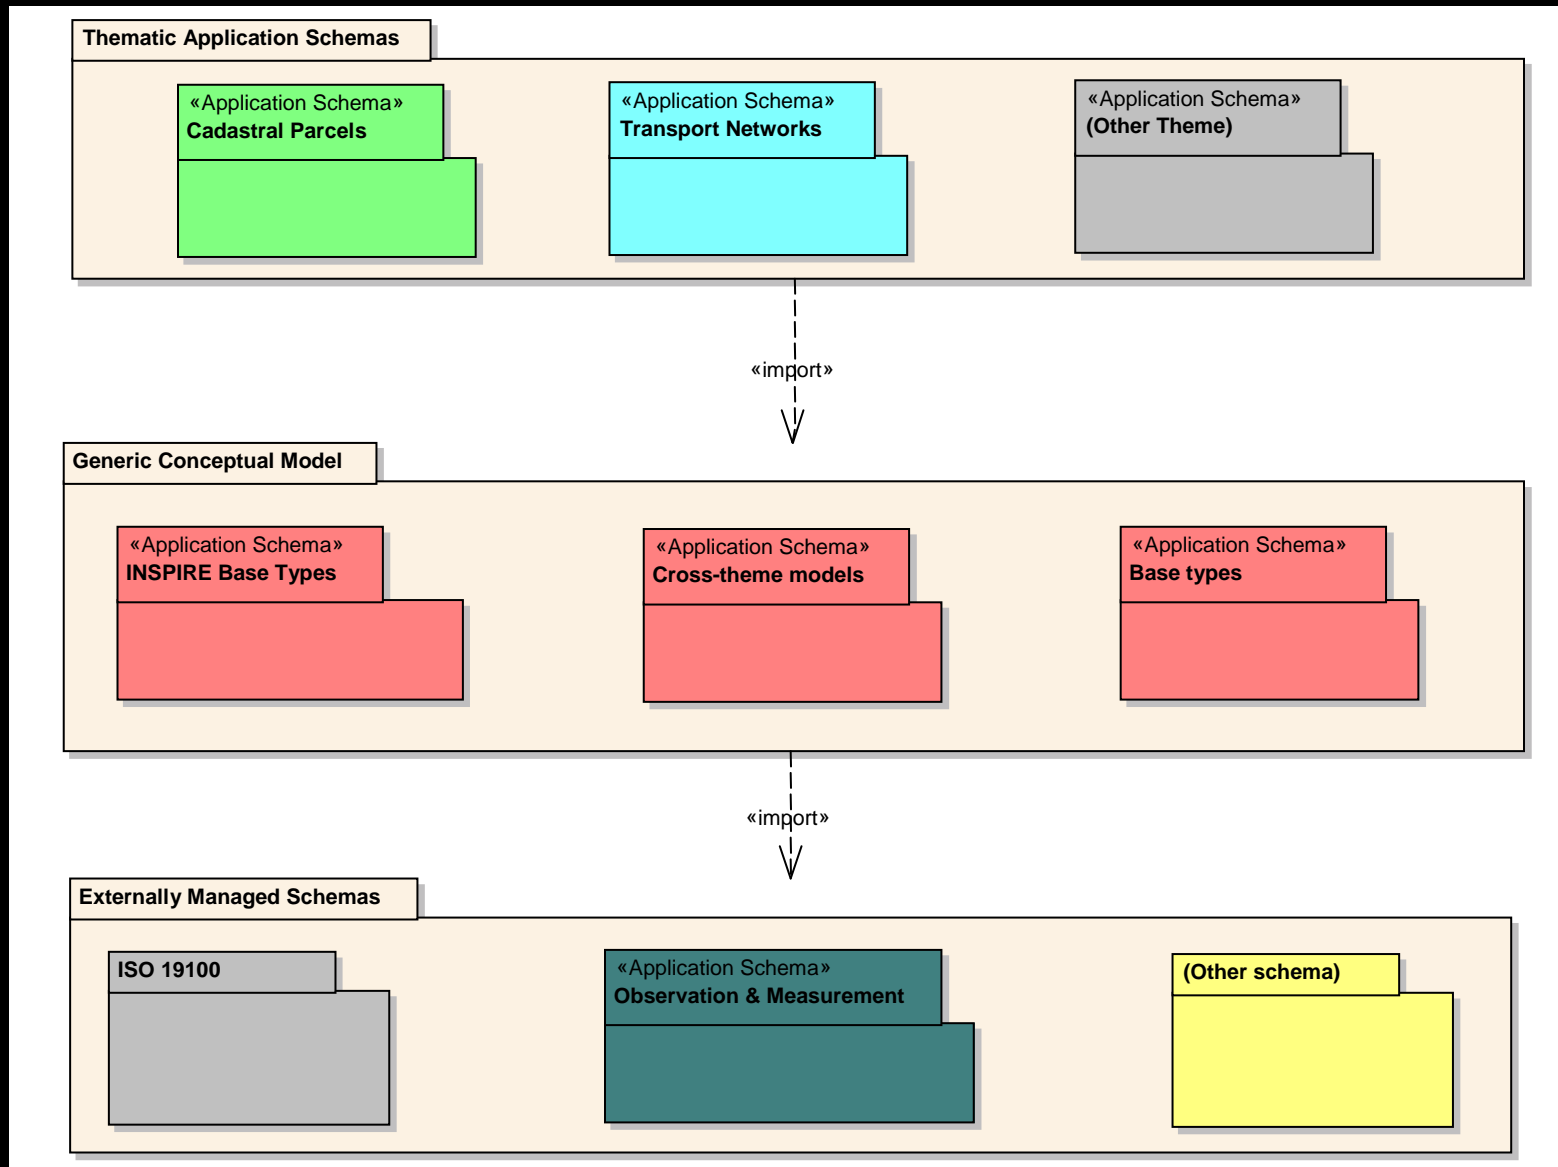 Thematic Application Schemas
«Application Schema»
Cadastral Parcels
«Application Schema»
Transport Networks
«Application Schema»
(Other Theme)
«import»
Generic Conceptual Model
«Application Schema»
INSPIRE Base Types
«Application Schema»
Cross-theme models
«Application Schema»
Base types
«import»
Externally Managed Schemas
ISO 19100
«Application Schema»
Observation & Measurement
(Other schema)